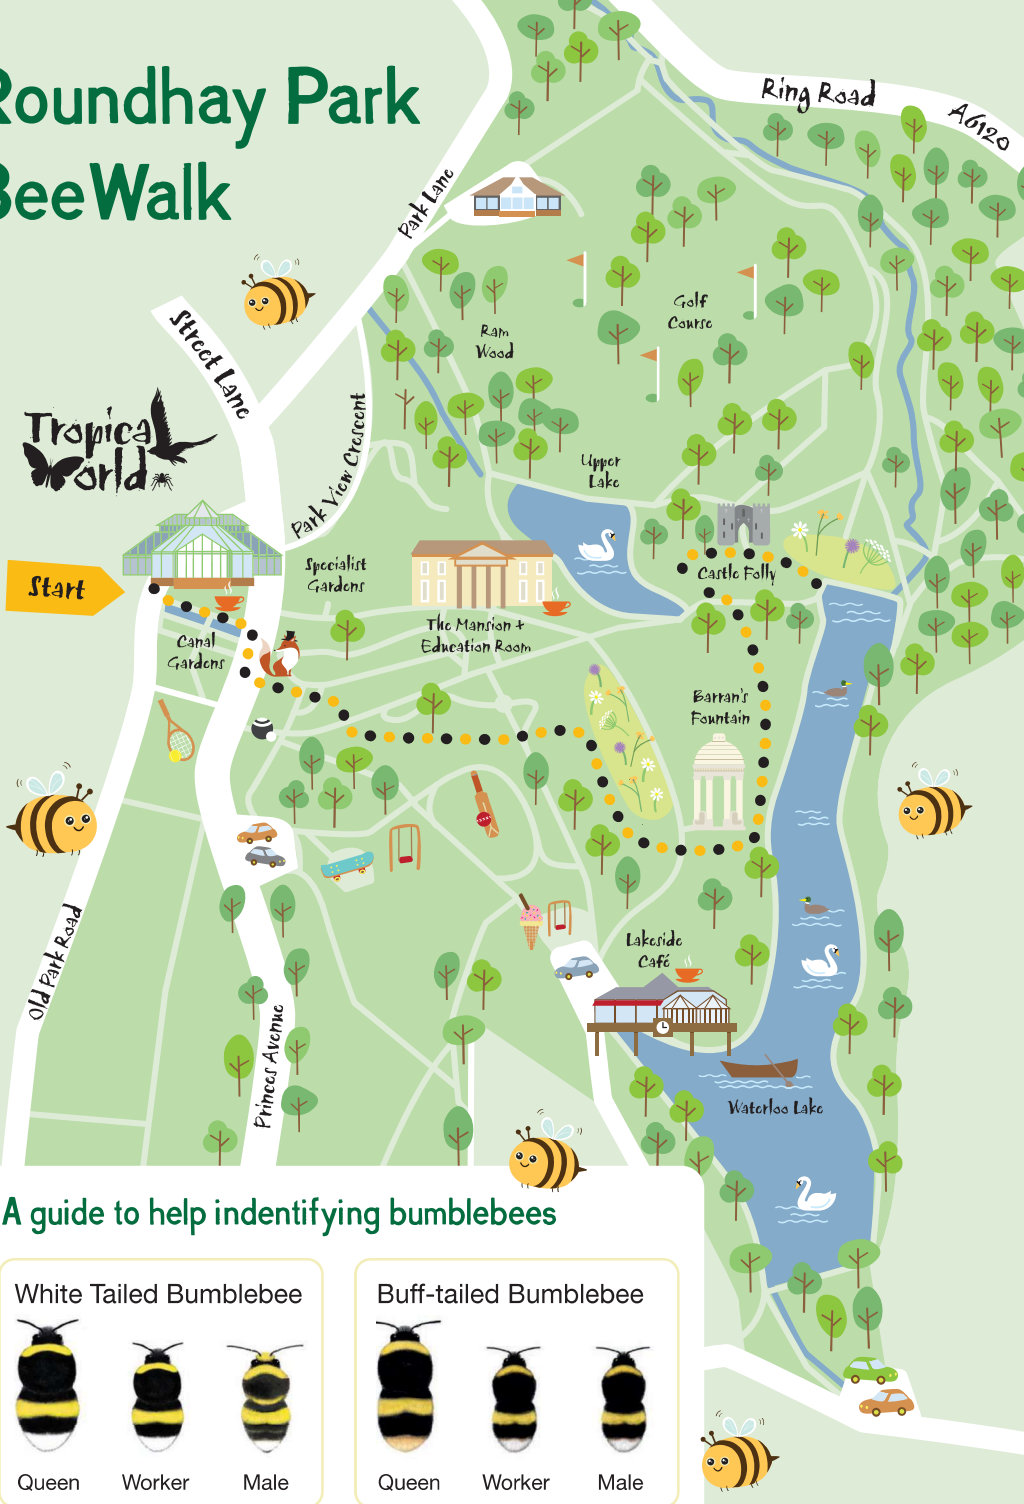 Roundhay Park
BeeWalk
Ring Road
A6120
Park Lane
Street Lane
Golf
Course
Ram
Wood
Park View Crescent
Tropical
World
Upper
Lake
Start
Specialist
Gardens
Castle Folly
Canal
Gardens
The Mansion +
Education Room
Barran's
Fountain
Old Park Road
Princes Avenue
Lakeside
Café
Waterloo Lake
A guide to help indentifying bumblebees
White Tailed Bumblebee
Queen Worker Male
Buff-tailed Bumblebee
Queen Worker Male